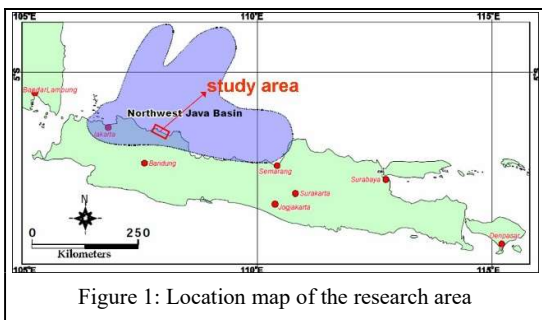 105°E 110°E 115°E
5°S 5°S
BandarLampung
study area
Northwest Java Basin
Jakarta
Bandung
Semarang
Surabaya
Surakarta
Jogjakarta
N
Denpasar
0 250
Kilometers
105°E 110°E 115°E
Figure 1: Location map of the research area